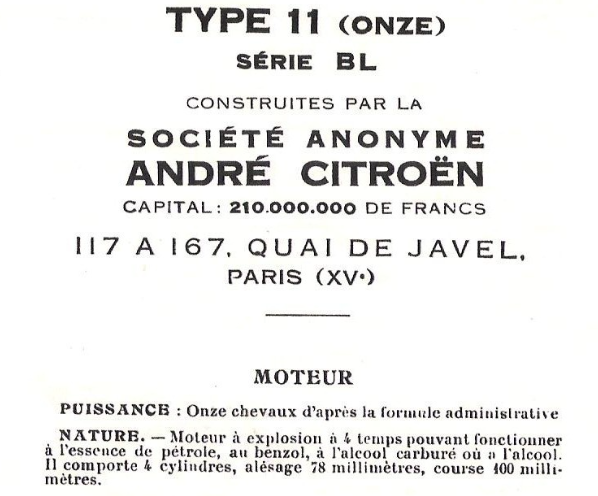 TYPE 11 (ONZE)
SÉRIE BL
CONSTRUITES PAR LA
SOCIÉTÉ ANONYME
ANDRÉ CITROËN
CAPITAL: 210.000.000 DE FRANCS
117 A 167, QUAI DE JAVEL,
PARIS (XVe)
MOTEUR
PUISSANCE : Onze chevaux d'après la formule administrative
NATURE. — Moteur à explosion à 4 temps pouvant fonctionner
à l'essence de pétrole, au benzol, à l'alcool carburé où a l'alcool.
Il comporte 4 cylindres, alésage 78 millimètres, course 100 milli-
mètres.